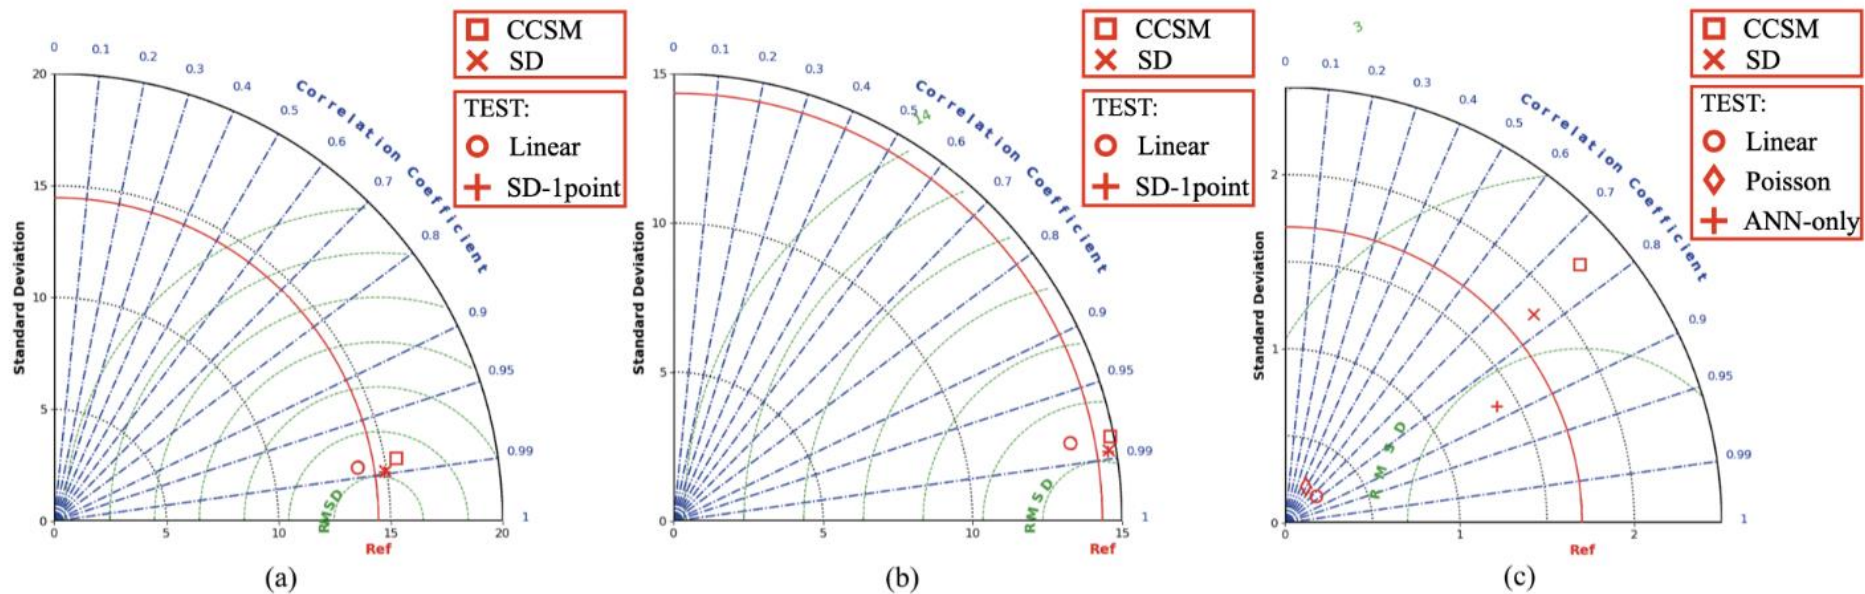 CCSM
SD
TEST:
Linear
SD-1point
0
0.1
0.2
0.3
0.4
0.5
0.6
0.7
0.8
0.9
0.95
0.99
1
Correlation Coefficient
Standard Deviation
20
15
10
5
0
RMSD
0 5 10 15 20
Ref
(a)
CCSM
SD
TEST:
Linear
SD-1point
0
0.1
0.2
0.3
0.4
0.5
14
0.6
0.7
0.8
0.9
0.95
0.99
1
Correlation Coefficient
Standard Deviation
15
10
5
0
RMSD
0 5 10 15
Ref
(b)
3
CCSM
SD
TEST:
Linear
Poisson
ANN-only
0
0.1
0.2
0.3
0.4
0.5
0.6
0.7
0.8
0.9
0.95
0.99
1
Correlation Coefficient
Standard Deviation
2
1
0
RMSD
0 1 2
Ref
(c)